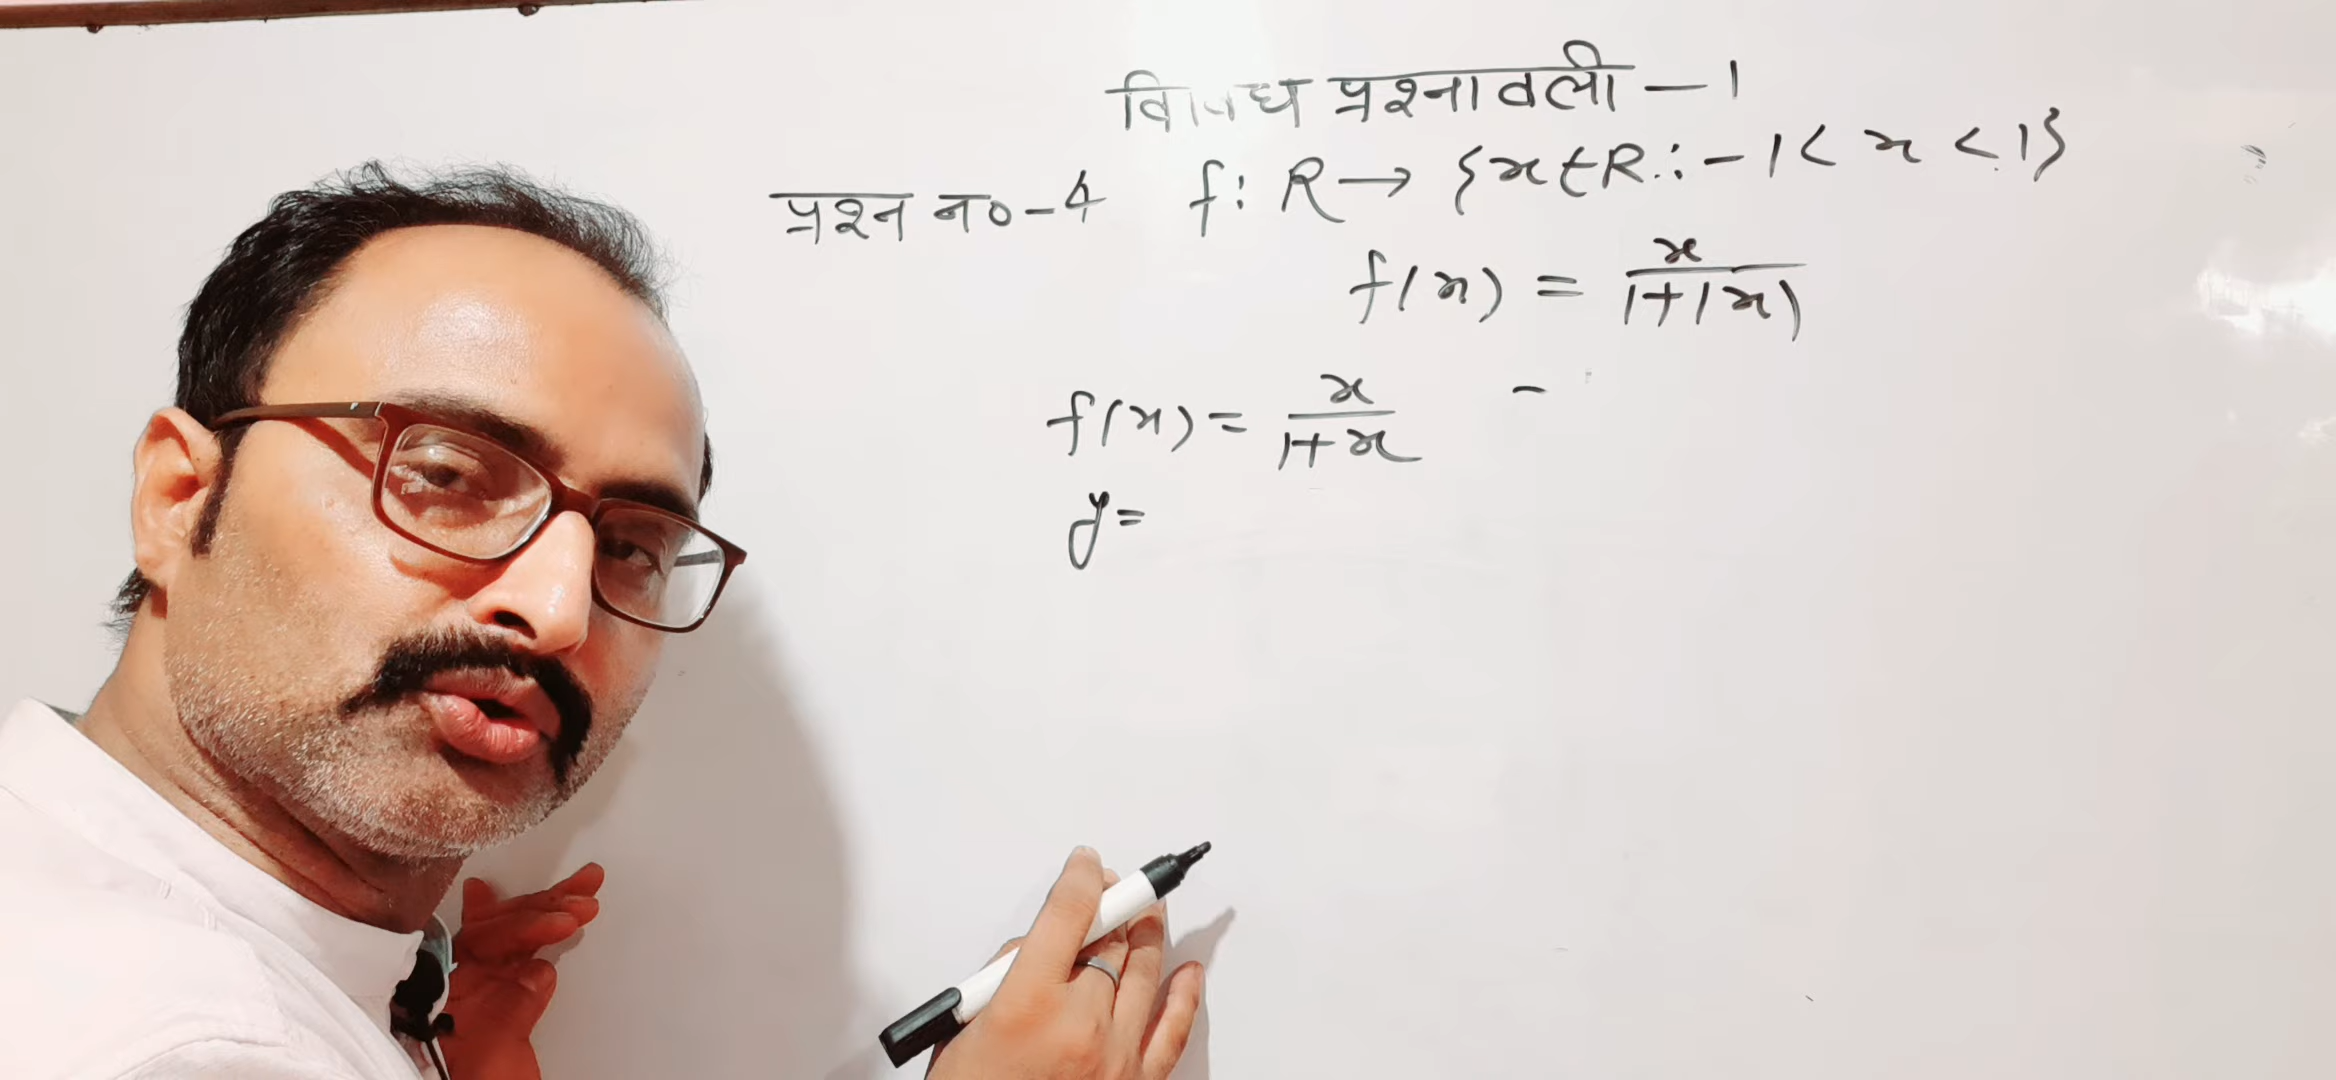 विविध प्रश्नावली - 1
प्रश्न न० - 4 f: R → {x ∈ R : -1 < x < 1}
f(x) = x / 1+|x|
f(x) = x / 1+x -
y =